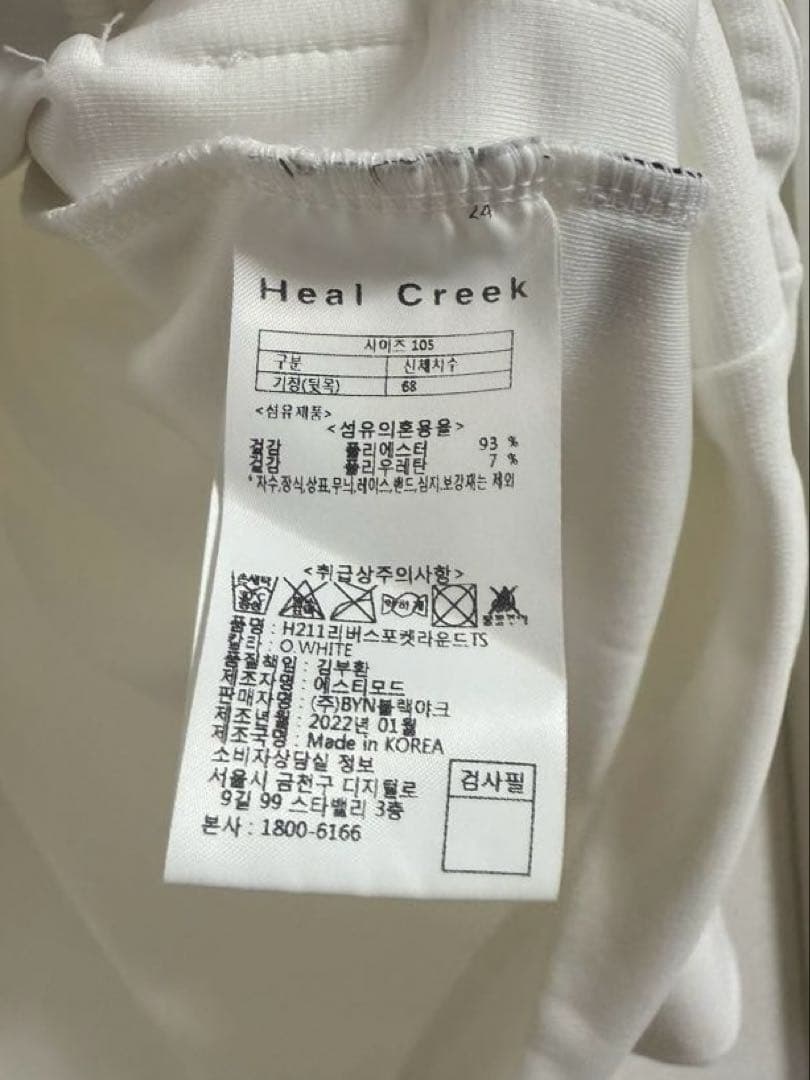 24
Heal Creek
시이즈 105
구분 신체치수
기장(뒷목) 68
<섬유제품>
<섬유의혼용율>
겉감 폴리에스터 93 %
겉감 폴리우레탄 7 %
*자수,장식,상표,무늬,레이스,밴드,심지,보강재는 제외
<취급상주의사항>
손세탁
품명 : H211리버스포켓라운드TS
칼라 : O.WHITE
품질책임 : 김부환
제조자명 : 에스티모드
판매자명 : (주)BYN블랙야크
제조년월 : 2022년 01월
제조국명 : Made in KOREA
소비자상담실 정보
서울시 금천구 디지털로
9길 99 스타밸리 3층
본사 : 1800-6166
검사필